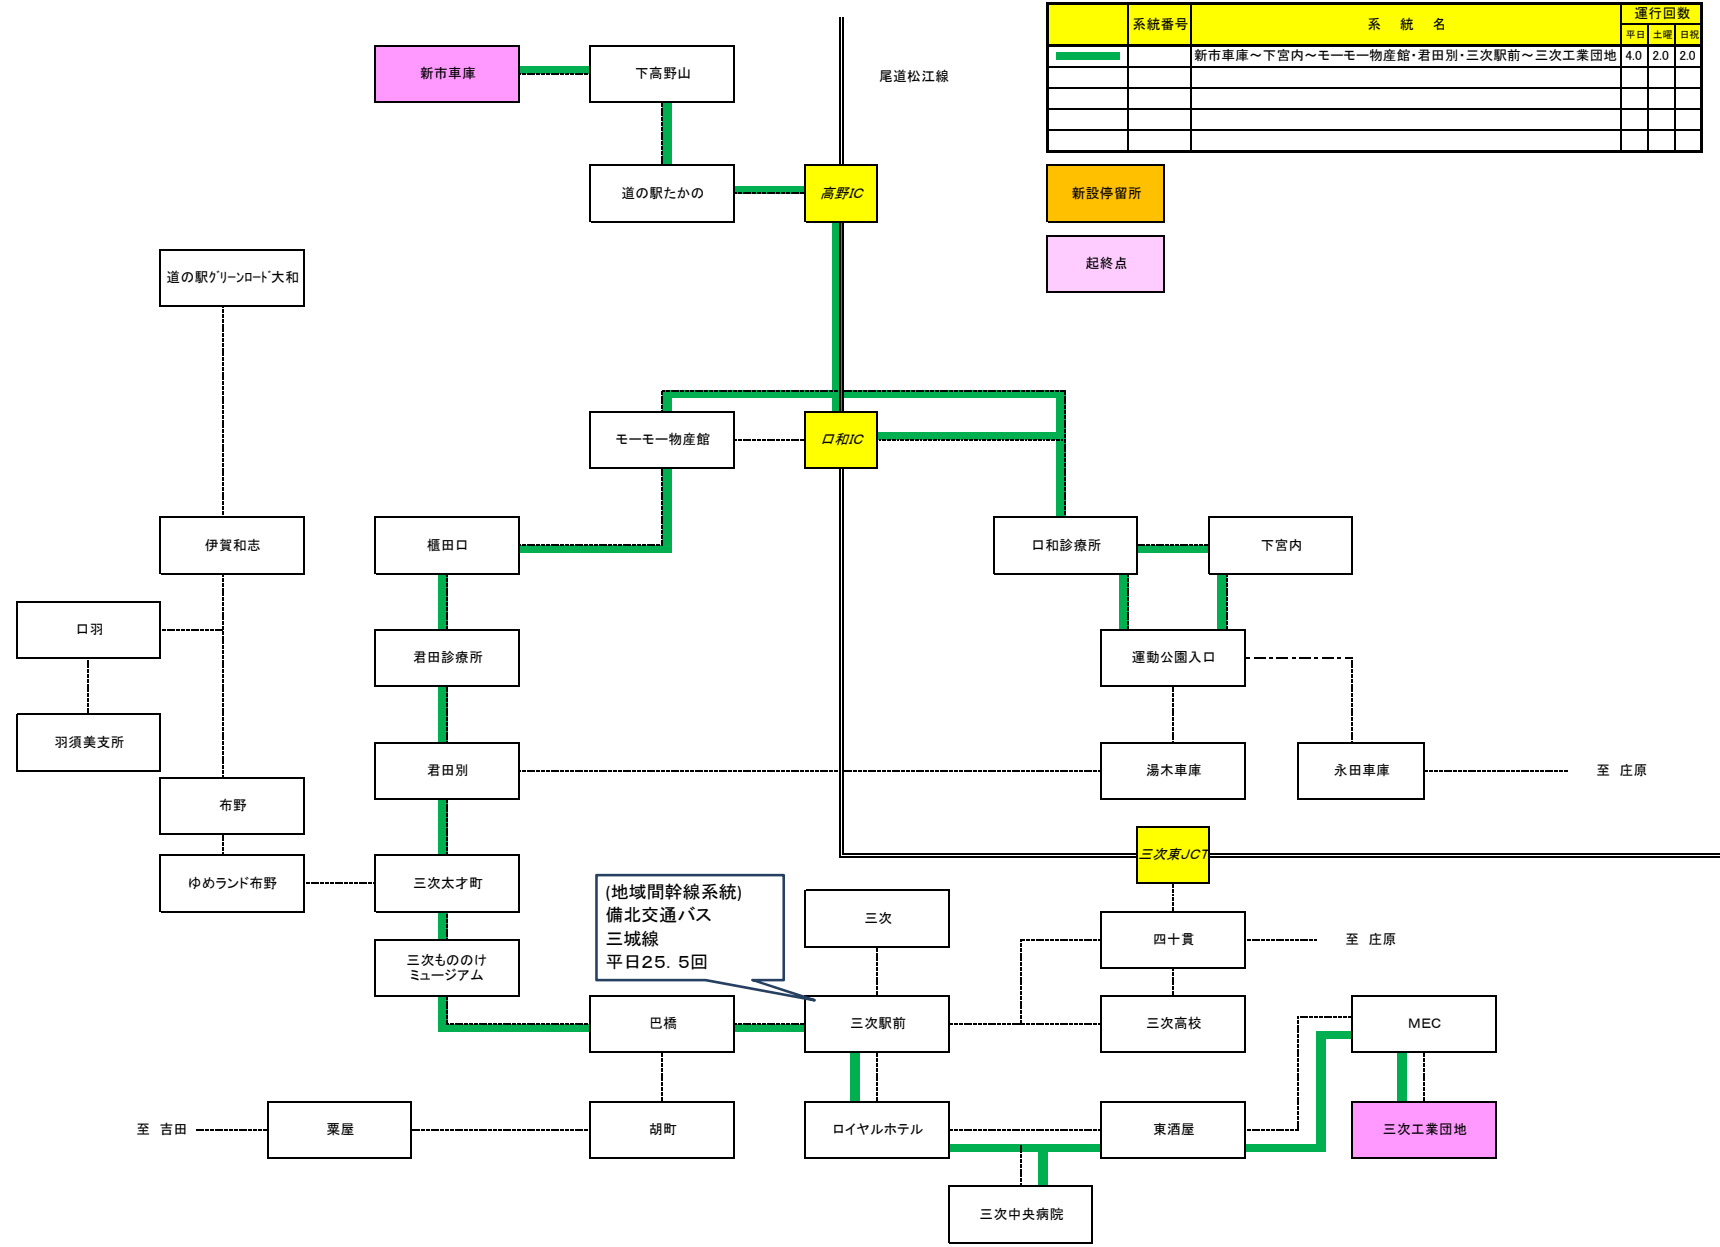 系統番号
系　統　名
運行回数
平日
土曜
日祝
新市車庫～下宮内～モーモー物産館・君田別・三次駅前～三次工業団地
4.0
2.0
2.0
新市車庫
下高野山
尾道松江線
道の駅たかの
高野IC
新設停留所
起終点
道の駅ｸﾞﾘｰﾝﾛｰﾄﾞ大和
モーモー物産館
口和IC
伊賀和志
櫃田口
口和診療所
下宮内
口羽
君田診療所
運動公園入口
羽須美支所
君田別
湯木車庫
永田車庫
至　庄原
布野
三次東JCT
ゆめランド布野
三次太才町
(地域間幹線系統)
備北交通バス
三城線
平日25．5回
三次
四十貫
至　庄原
三次もののけ
ミュージアム
巴橋
三次駅前
三次高校
MEC
至　吉田
粟屋
胡町
ロイヤルホテル
東酒屋
三次工業団地
三次中央病院